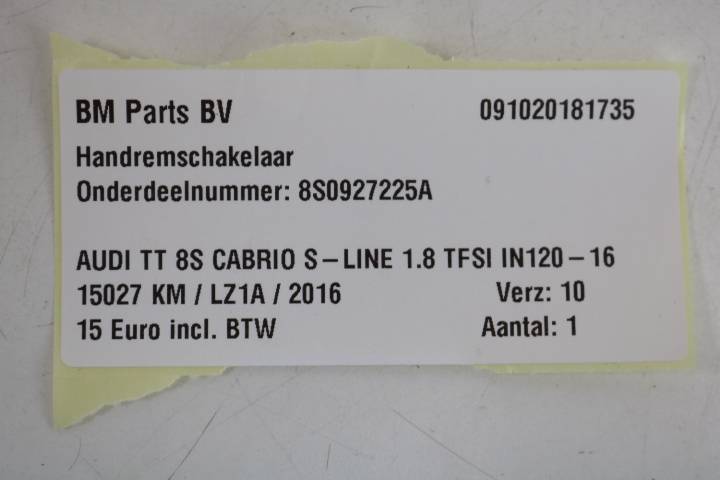 BM Parts BV 091020181735
Handremschakelaar
Onderdeelnummer: 8S0927225A
AUDI TT 8S CABRIO S-LINE 1.8 TFSI IN120-16
15027 KM / LZ1A / 2016 Verz: 10
15 Euro incl. BTW Aantal: 1